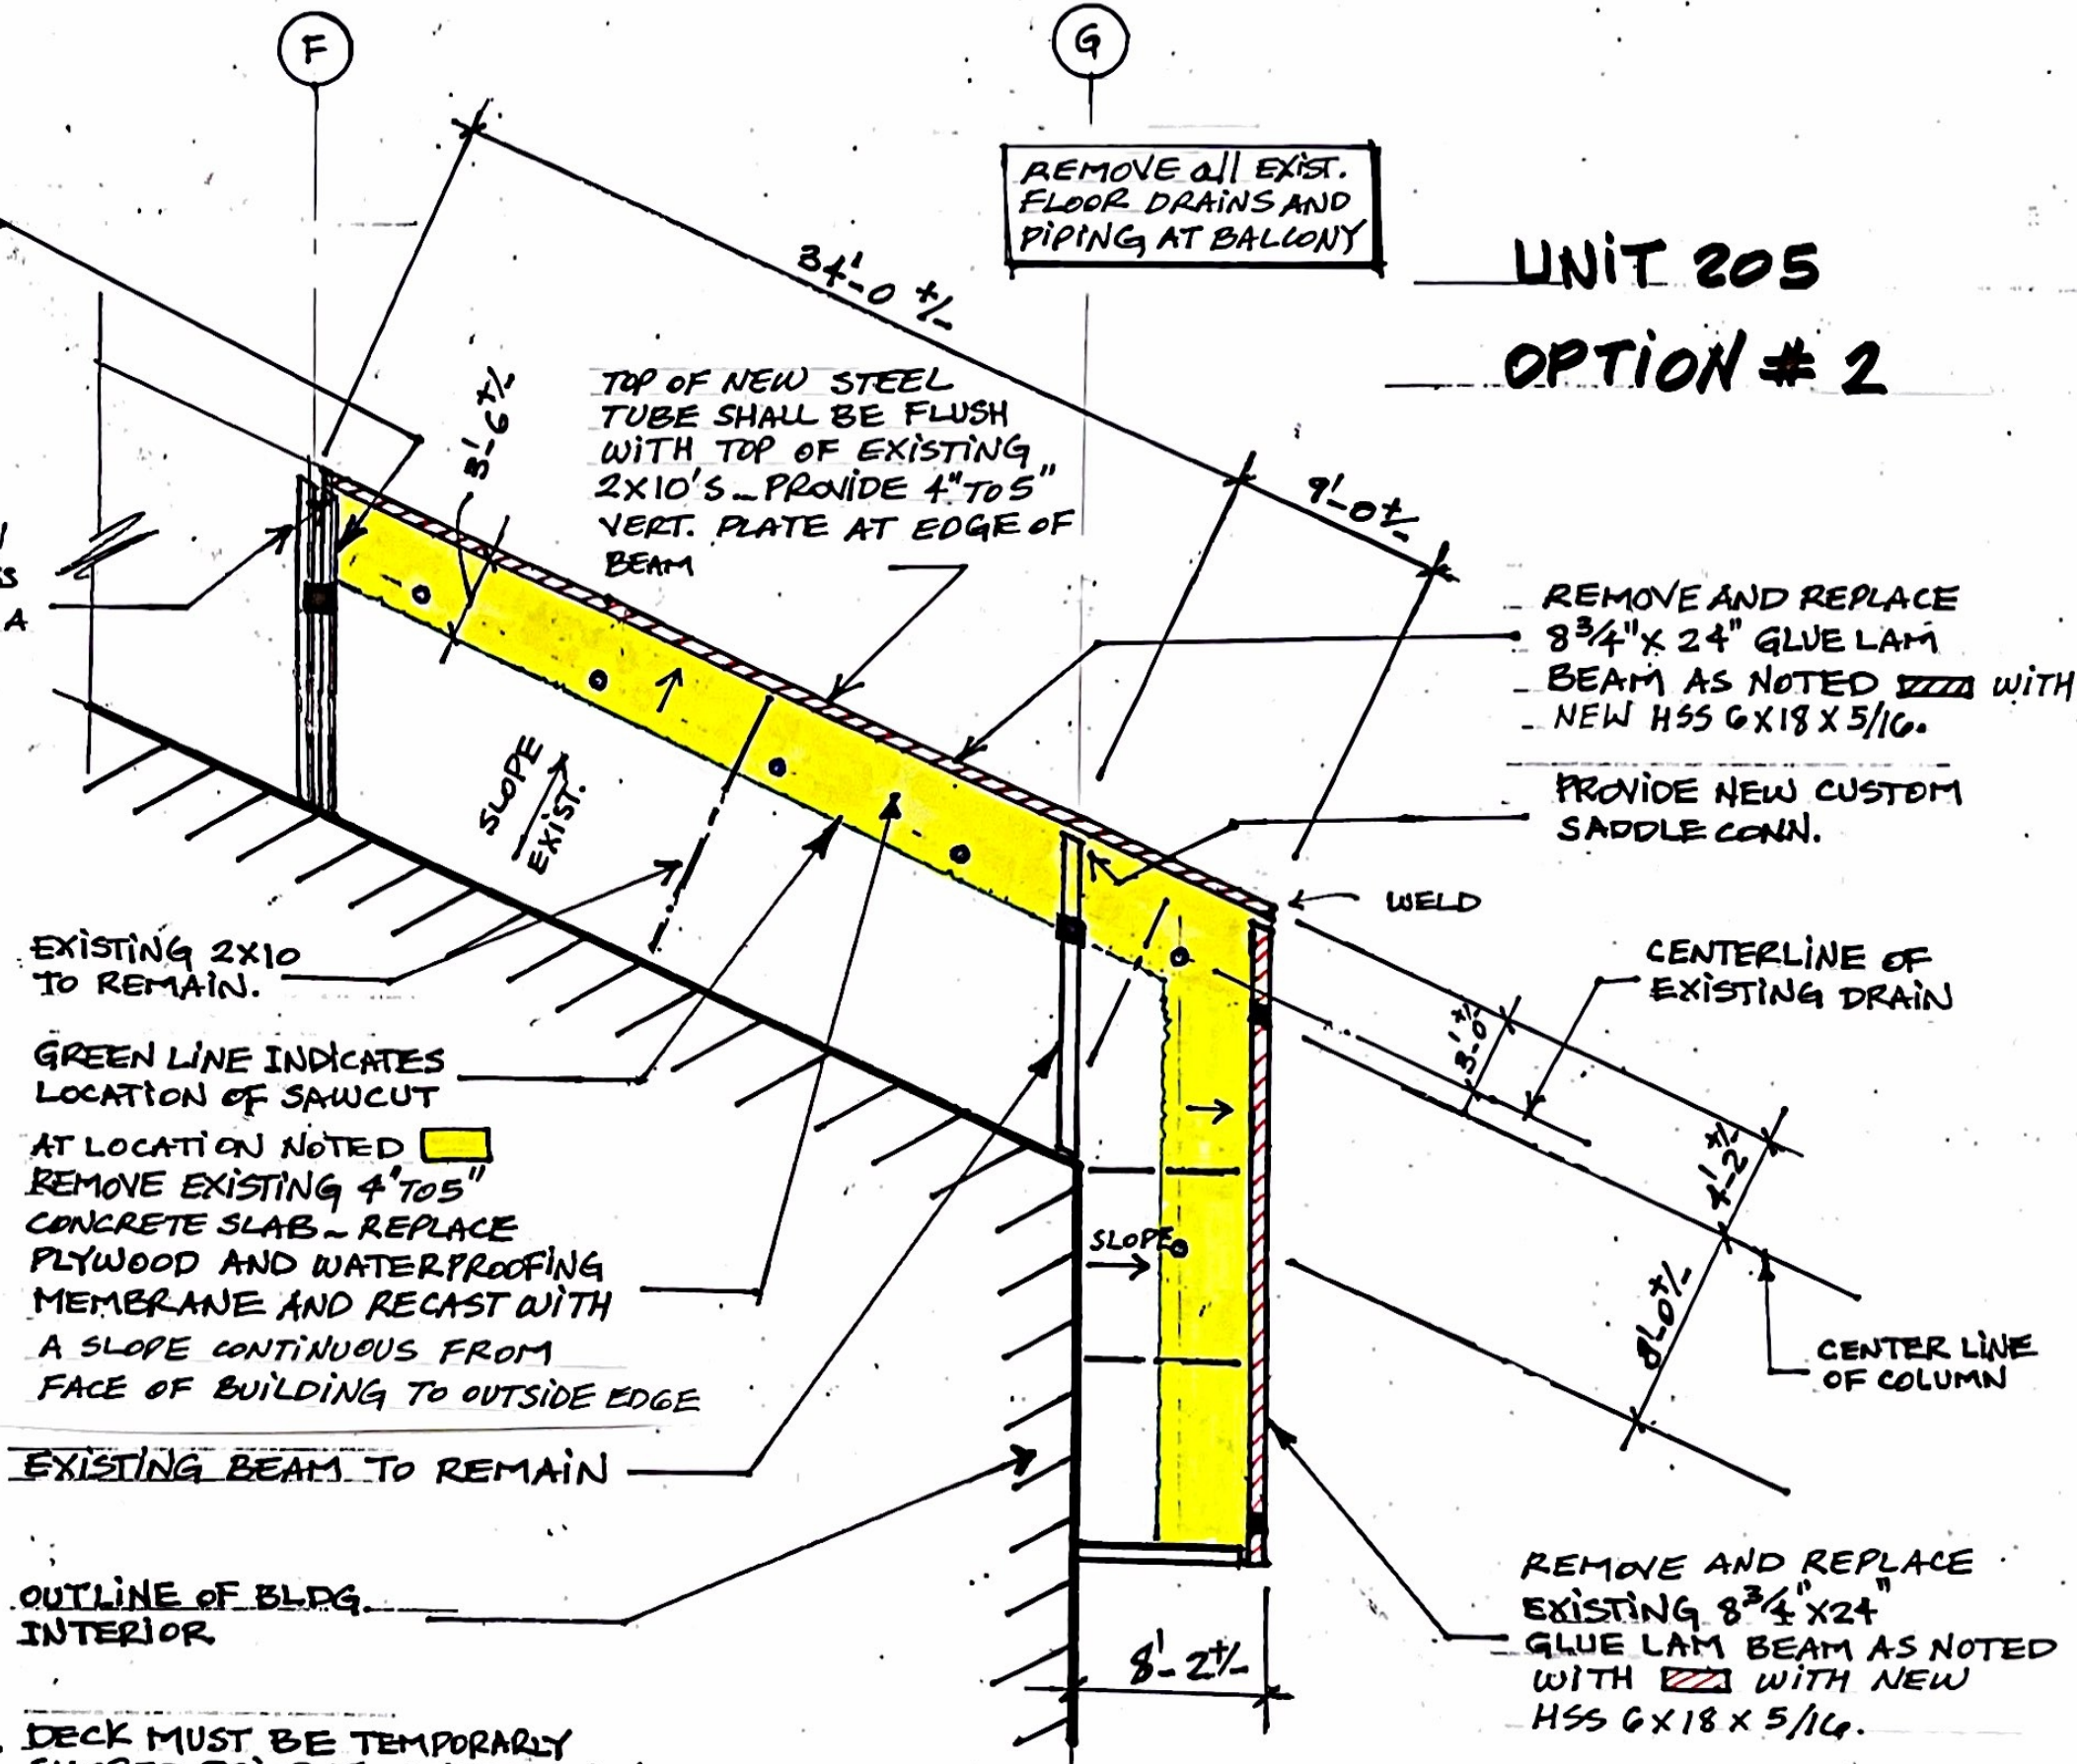 F
G
REMOVE all EXIST.
FLOOR DRAINS AND
PIPING AT BALCONY
UNIT 205
OPTION # 2
34'-0 +/-
3'-6 +/-
9'-0 ±
TOP OF NEW STEEL
TUBE SHALL BE FLUSH
WITH TOP OF EXISTING
2X10'S - PROVIDE 4" TO 5"
VERT. PLATE AT EDGE OF
BEAM
S
A
REMOVE AND REPLACE
8 3/4" X 24" GLUE LAM
BEAM AS NOTED WITH
NEW HSS 6X18 X 5/16.
PROVIDE NEW CUSTOM
SADDLE CONN.
WELD
SLOPE
EXIST.
EXISTING 2X10
TO REMAIN.
CENTERLINE OF
EXISTING DRAIN
3'-0 +/-
GREEN LINE INDICATES
LOCATION OF SAWCUT
AT LOCATION NOTED
REMOVE EXISTING 4" TO 5"
CONCRETE SLAB - REPLACE
PLYWOOD AND WATERPROOFING
MEMBRANE AND RECAST WITH
A SLOPE CONTINUOUS FROM
FACE OF BUILDING TO OUTSIDE EDGE
4'-2 +/-
SLOPE
8'-0 +/-
CENTER LINE
OF COLUMN
EXISTING BEAM TO REMAIN
OUTLINE OF BLDG.
INTERIOR
8'-2 +/-
REMOVE AND REPLACE
EXISTING 8 3/4" X 24"
GLUE LAM BEAM AS NOTED
WITH WITH NEW
HSS 6 X 18 X 5/16.
DECK MUST BE TEMPORARLY